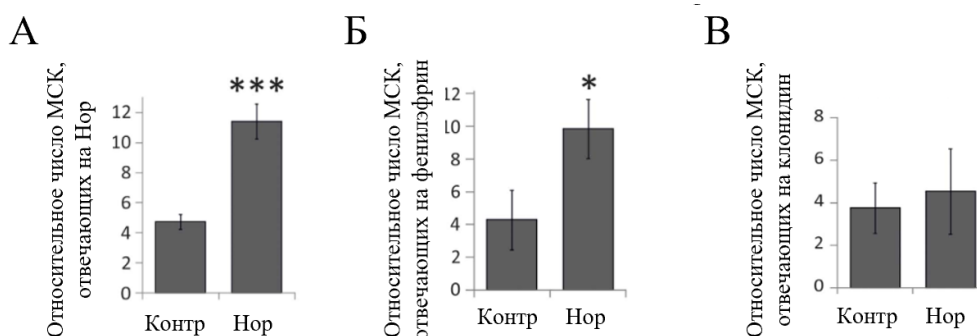 А
Относительное число МСК,
отвечающих на Нор
12
10
8
6
4
2
0
***
Контр Нор
Б
Относительное число МСК,
отвечающих на фенилэфрин
12
10
8
6
4
2
0
*
Контр Нор
В
Относительное число МСК,
отвечающих на клонидин
8
6
4
2
0
Контр Нор